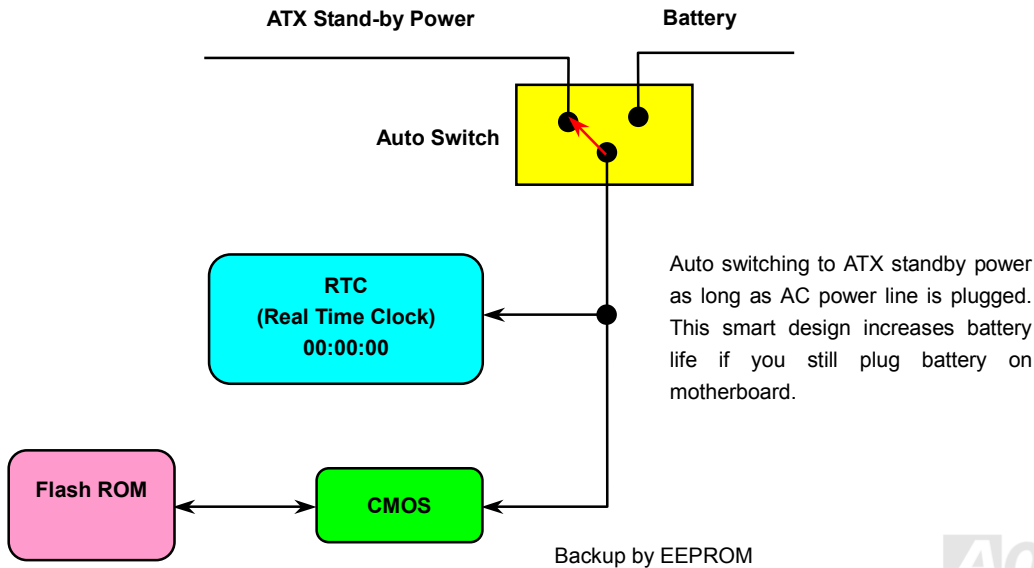 ATX Stand-by Power
Battery
Auto Switch
RTC
(Real Time Clock)
00:00:00
Auto switching to ATX standby power
as long as AC power line is plugged.
This smart design increases battery
life if you still plug battery on
motherboard.
Flash ROM
CMOS
Backup by EEPROM